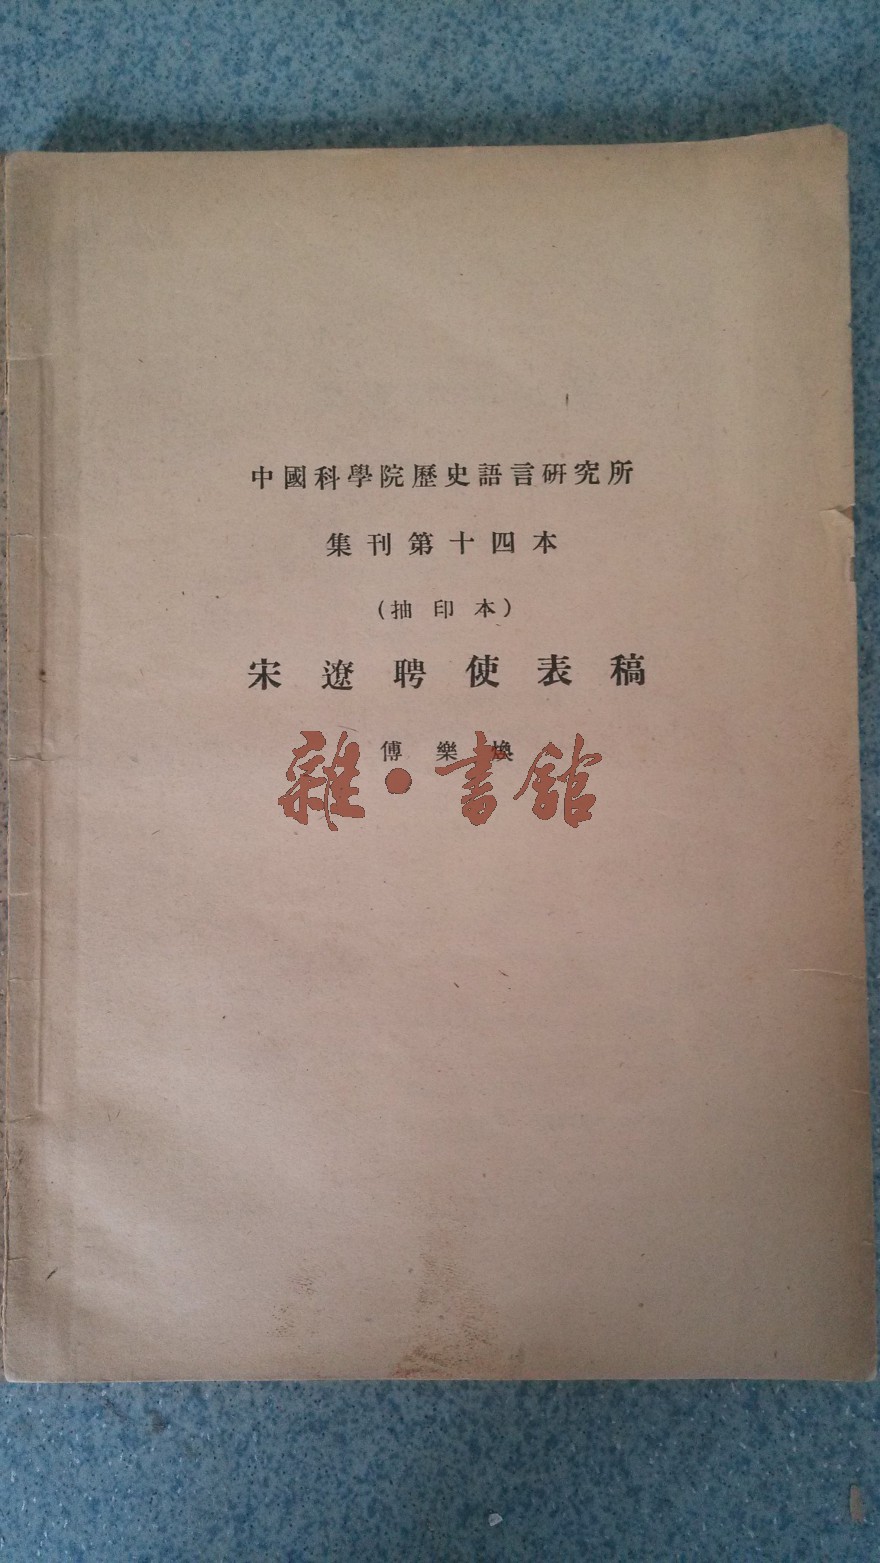 中國科學院歷史語言研究所
集刊第十四本
(抽印本)
宋遼聘使表稿
傅樂煥
雜·書館